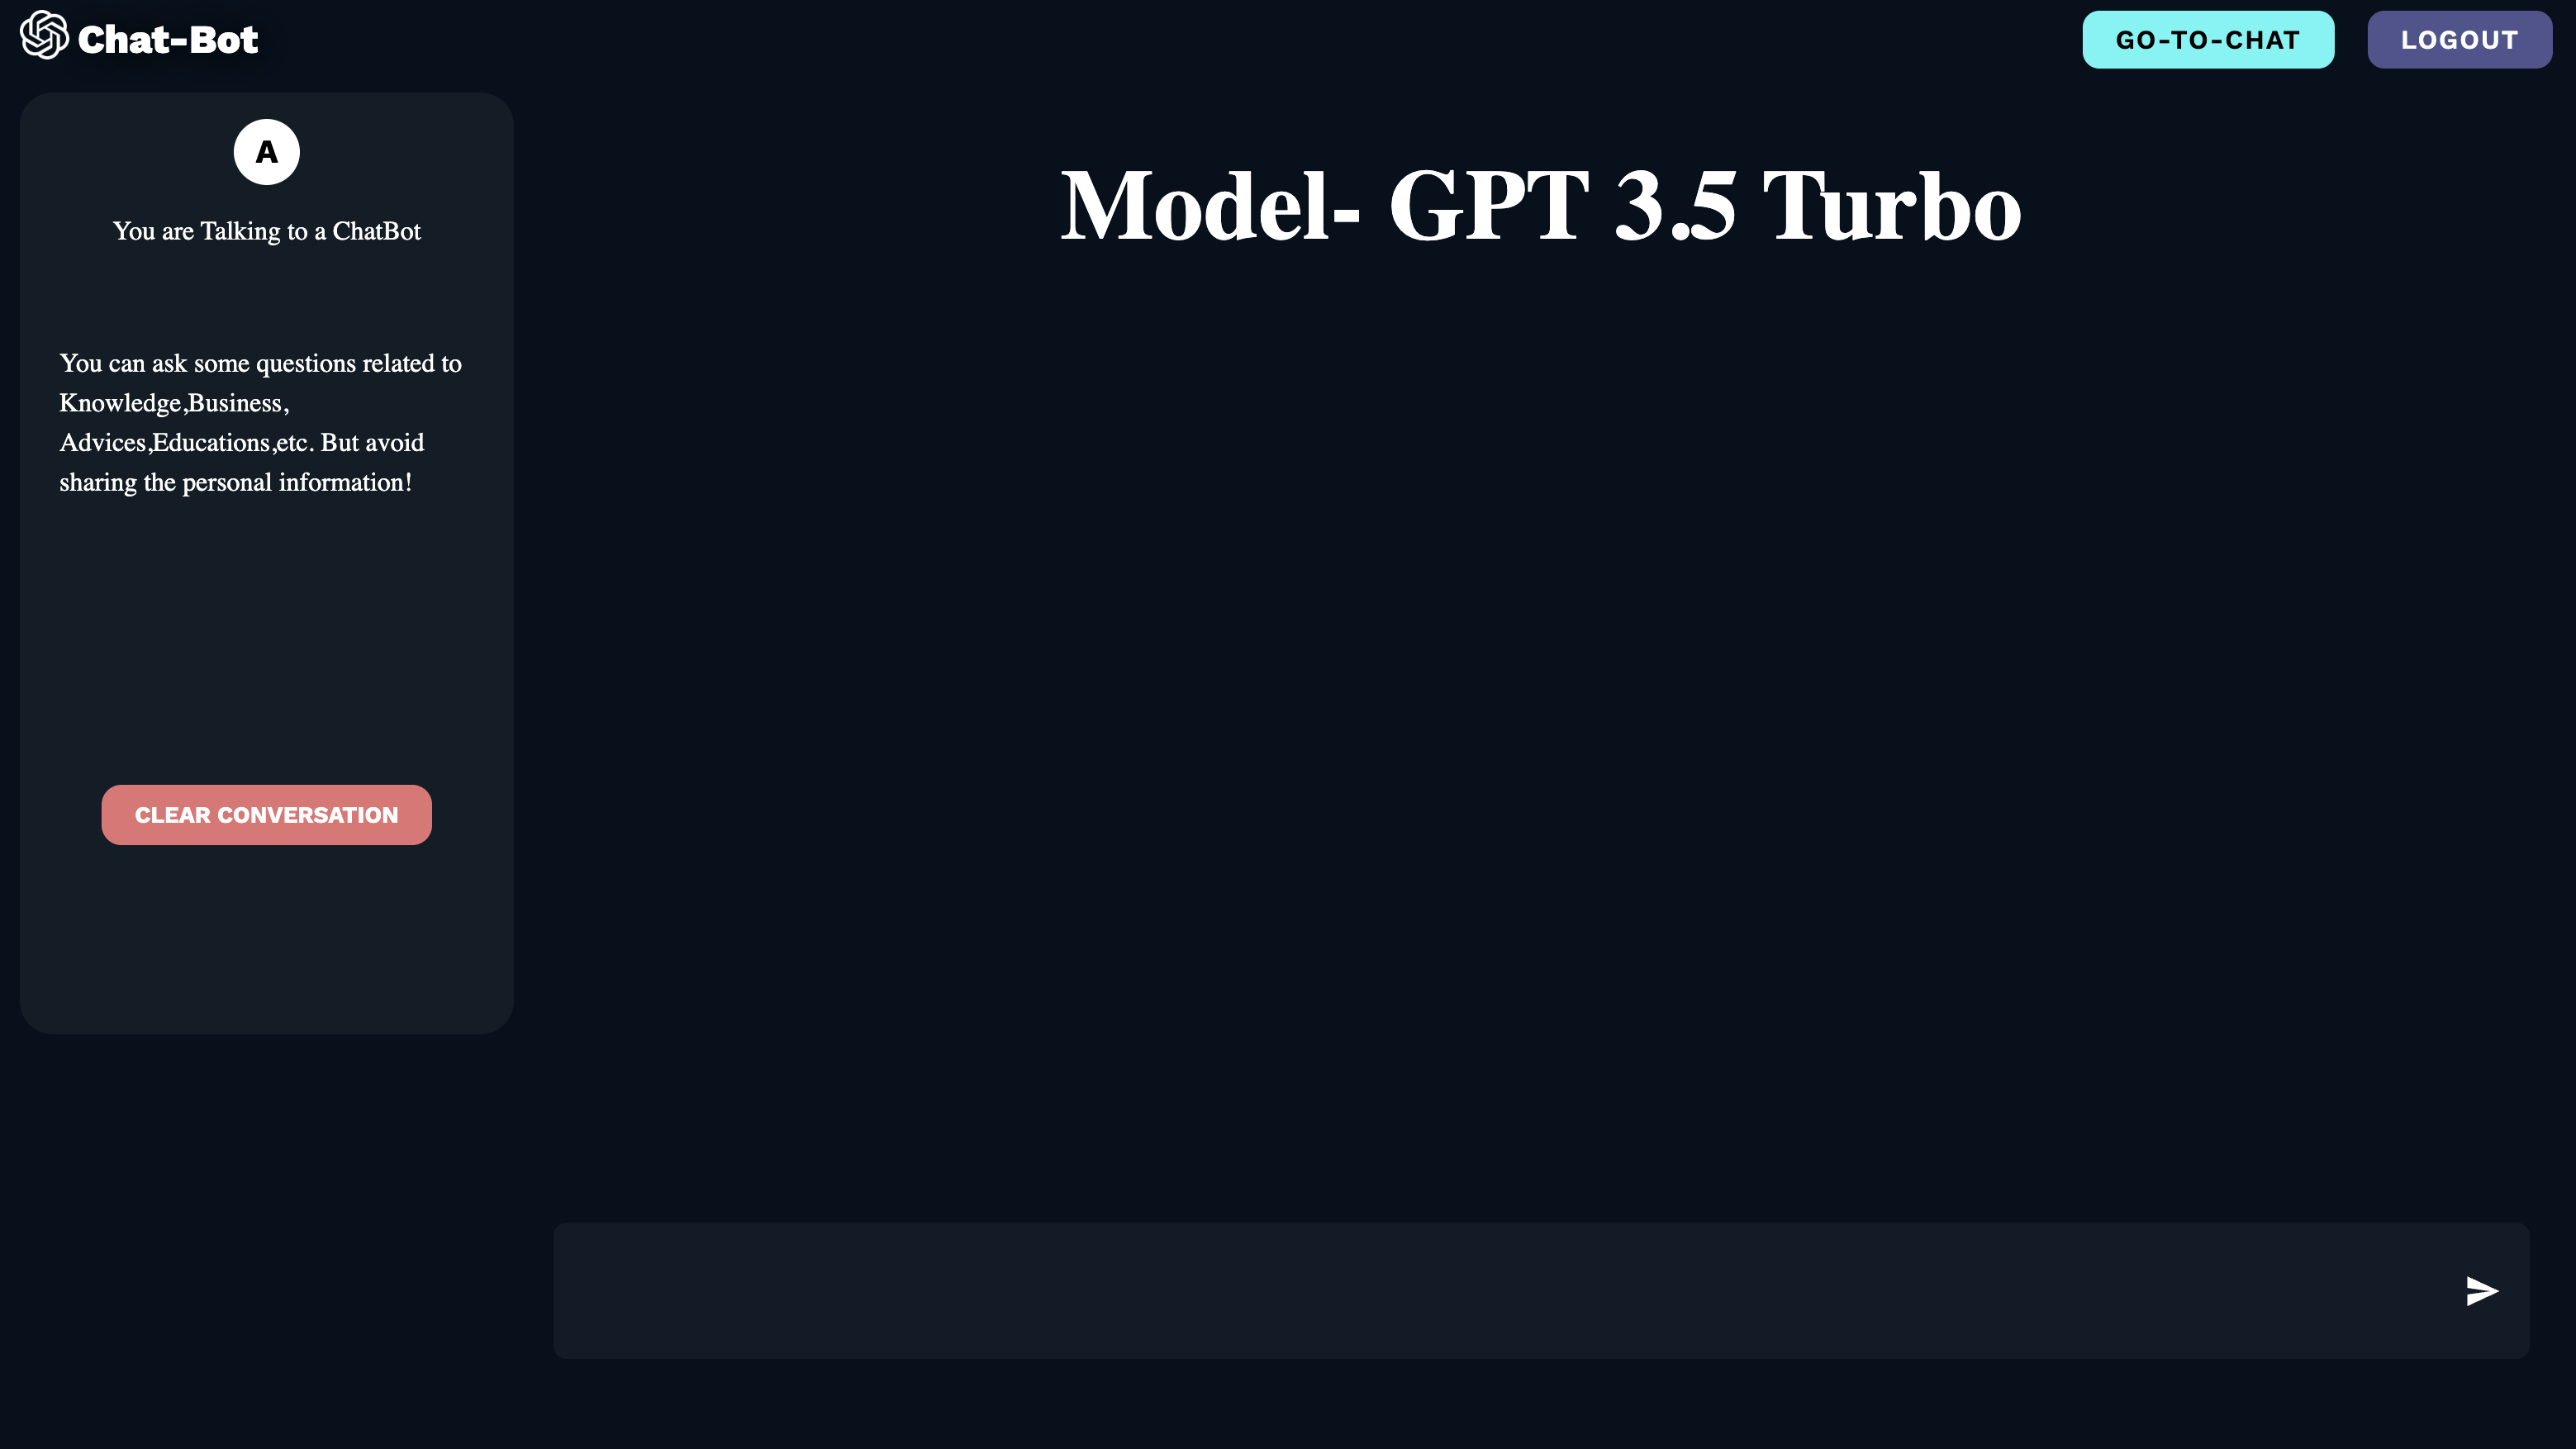 Chat-Bot
GO-TO-CHAT
LOGOUT
A
You are Talking to a ChatBot
You can ask some questions related to
Knowledge,Business,
Advices,Educations,etc. But avoid
sharing the personal information!
CLEAR CONVERSATION
Model- GPT 3.5 Turbo